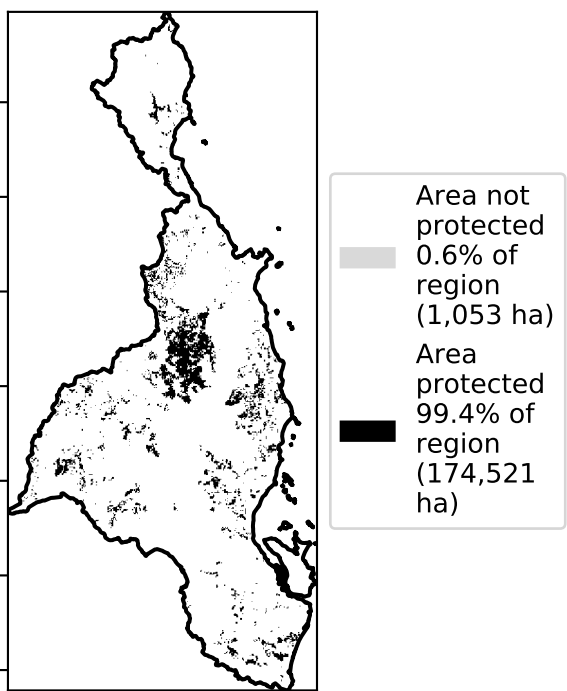 Area not
protected
0.6% of
region
(1,053 ha)
Area
protected
99.4% of
region
(174,521
ha)